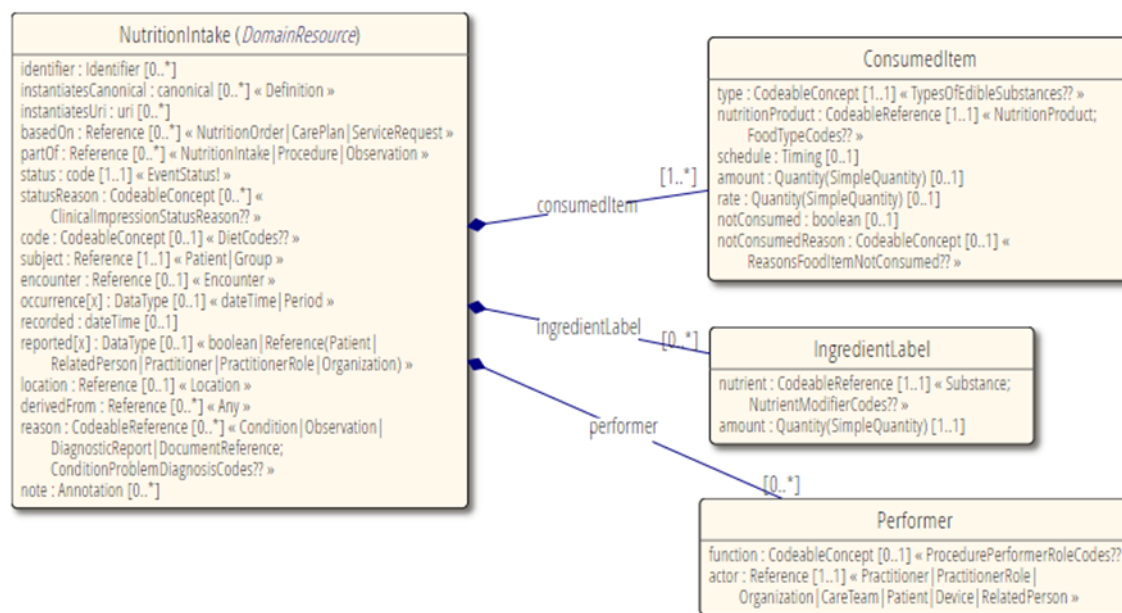 NutritionIntake (DomainResource)
identifier : Identifier [0..*]
instantiatesCanonical : canonical [0..*] « Definition »
instantiatesUri : uri [0..*]
basedOn : Reference [0..*] « NutritionOrder|CarePlan|ServiceRequest »
partOf : Reference [0..*] « NutritionIntake|Procedure|Observation »
status : code [1..1] « EventStatus! »
statusReason : CodeableConcept [0..*] «
ClinicalImpressionStatusReason?? »
code : CodeableConcept [0..1] « DietCodes?? »
subject : Reference [1..1] « Patient|Group »
encounter : Reference [0..1] « Encounter »
occurrence[x] : DataType [0..1] « dateTime|Period »
recorded : dateTime [0..1]
reported[x] : DataType [0..1] « boolean|Reference(Patient|
RelatedPerson|Practitioner|PractitionerRole|Organization) »
location : Reference [0..1] « Location »
derivedFrom : Reference [0..*] « Any »
reason : CodeableReference [0..*] « Condition|Observation|
DiagnosticReport|DocumentReference;
ConditionProblemDiagnosisCodes?? »
note : Annotation [0..*]
consumedItem
[1..*]
ConsumedItem
type : CodeableConcept [1..1] « TypesOfEdibleSubstances?? »
nutritionProduct : CodeableReference [1..1] « NutritionProduct;
FoodTypeCodes?? »
schedule : Timing [0..1]
amount : Quantity(SimpleQuantity) [0..1]
rate : Quantity(SimpleQuantity) [0..1]
notConsumed : boolean [0..1]
notConsumedReason : CodeableConcept [0..1] «
ReasonsFoodItemNotConsumed?? »
ingredientLabel
[0..*]
IngredientLabel
nutrient : CodeableReference [1..1] « Substance;
NutrientModifierCodes?? »
amount : Quantity(SimpleQuantity) [1..1]
performer
[0..*]
Performer
function : CodeableConcept [0..1] « ProcedurePerformerRoleCodes??
actor : Reference [1..1] « Practitioner|PractitionerRole|
Organization|CareTeam|Patient|Device|RelatedPerson »